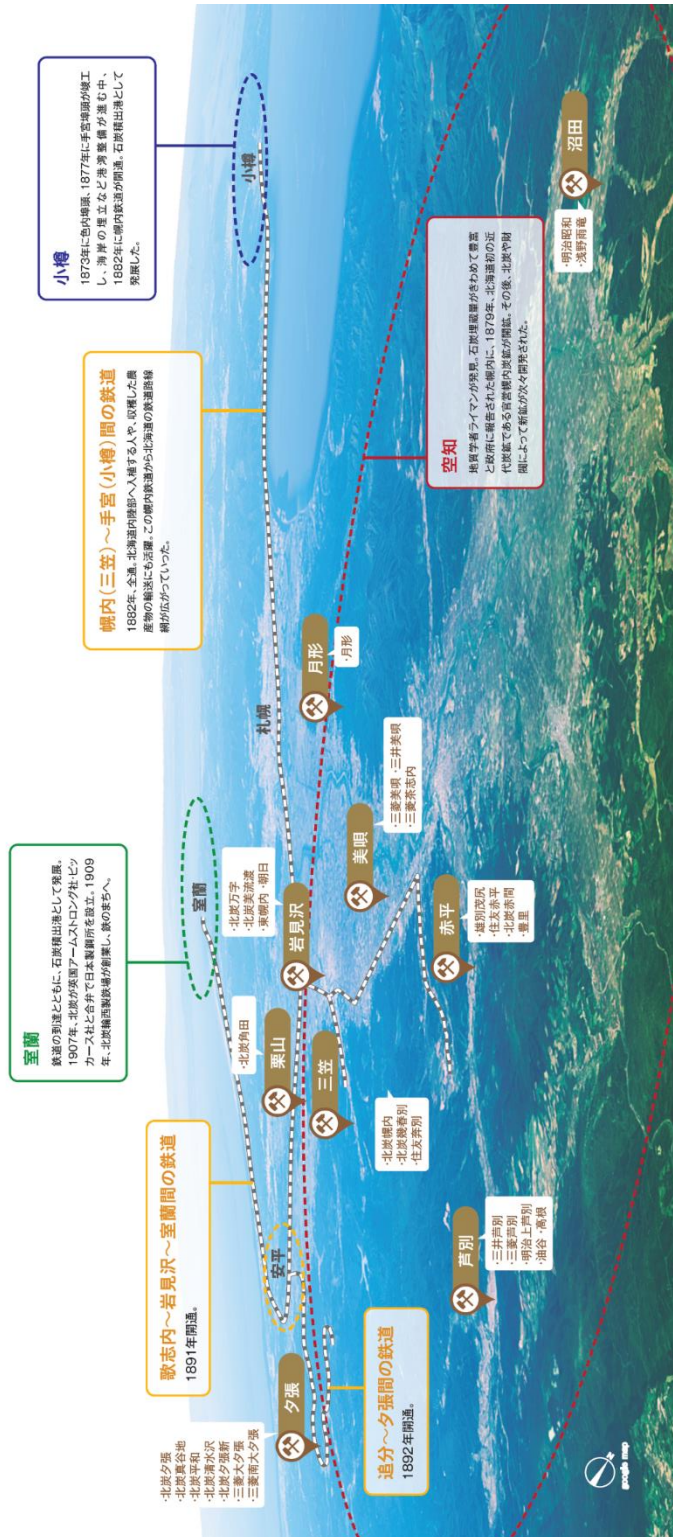 室蘭
鉄道の到達とともに、石炭積出港として発展。
1907年、北炭が英国アームストロング社・ビッ
カース社と合弁で日本製鋼所を設立。1909
年、北炭輪西製鉄場が創業し、鉄のまちへ。
幌内(三笠)〜手宮(小樽)間の鉄道
1882年、全通。北海道内陸部へ入植する人や、収穫した農
産物の輸送にも活躍。この幌内鉄道から北海道の鉄道路線
網が広がっていった。
小樽
1873年に色内埠頭、1877年に手宮埠頭が竣工
し、海岸の埋立など港湾整備が進む中、
1882年に幌内鉄道が開通。石炭積出港として
発展した。
歌志内〜岩見沢〜室蘭間の鉄道
1891年開通。
室蘭
札幌
小樽
安平
・北炭夕張
・北炭真谷地
・北炭平和
・北炭清水沢
・北炭夕張新
・三菱大夕張
・三菱南大夕張
夕張
・北炭角田
栗山
・北炭万字
・北炭美流渡
・東幌内 ・朝日
岩見沢
月形
・月形
三笠
・北炭幌内
・北炭幾春別
・住友奔別
美唄
・三菱美唄 ・三井美唄
・三菱茶志内
追分〜夕張間の鉄道
1892年開通。
芦別
・三井芦別
・三菱芦別
・明治上芦別
・油谷 ・高根
赤平
・雄別茂尻
・住友赤平
・北炭赤間
・豊里
空知
地質学者ライマンが発見。石炭埋蔵量がきわめて豊富
と政府に報告された幌内に、1879年、北海道初の近
代炭鉱である官営幌内炭鉱が開鉱。その後、北炭や財
閥によって新鉱が次々開発された。
沼田
・明治昭和
・浅野雨竜
google map